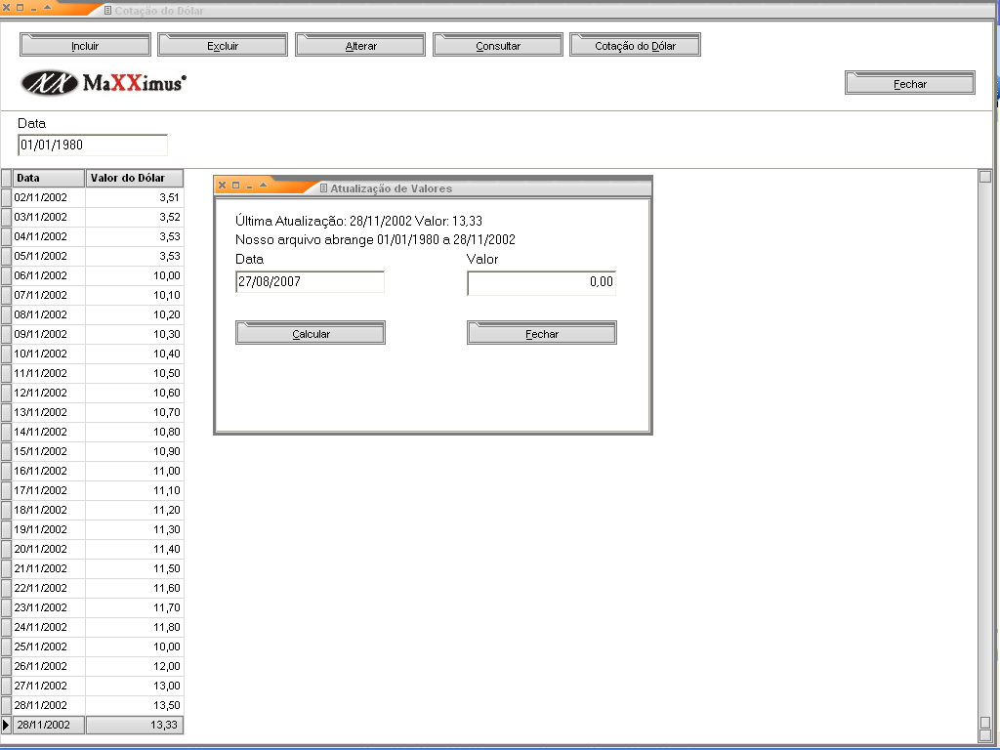 Cotação do Dólar
Incluir Excluir Alterar Consultar Cotação do Dólar
XX MaXXimus
Fechar
Data
01/01/1980
Data Valor do Dólar
02/11/2002 3,51
03/11/2002 3,52
04/11/2002 3,53
05/11/2002 3,53
06/11/2002 10,00
07/11/2002 10,10
08/11/2002 10,20
09/11/2002 10,30
10/11/2002 10,40
11/11/2002 10,50
12/11/2002 10,60
13/11/2002 10,70
14/11/2002 10,80
15/11/2002 10,90
16/11/2002 11,00
17/11/2002 11,10
18/11/2002 11,20
19/11/2002 11,30
20/11/2002 11,40
21/11/2002 11,50
22/11/2002 11,60
23/11/2002 11,70
24/11/2002 11,80
25/11/2002 10,00
26/11/2002 12,00
27/11/2002 13,00
28/11/2002 13,50
28/11/2002 13,33
Atualização de Valores
Última Atualização: 28/11/2002 Valor: 13,33
Nosso arquivo abrange 01/01/1980 a 28/11/2002
Data Valor
27/08/2007 0,00
Calcular Fechar